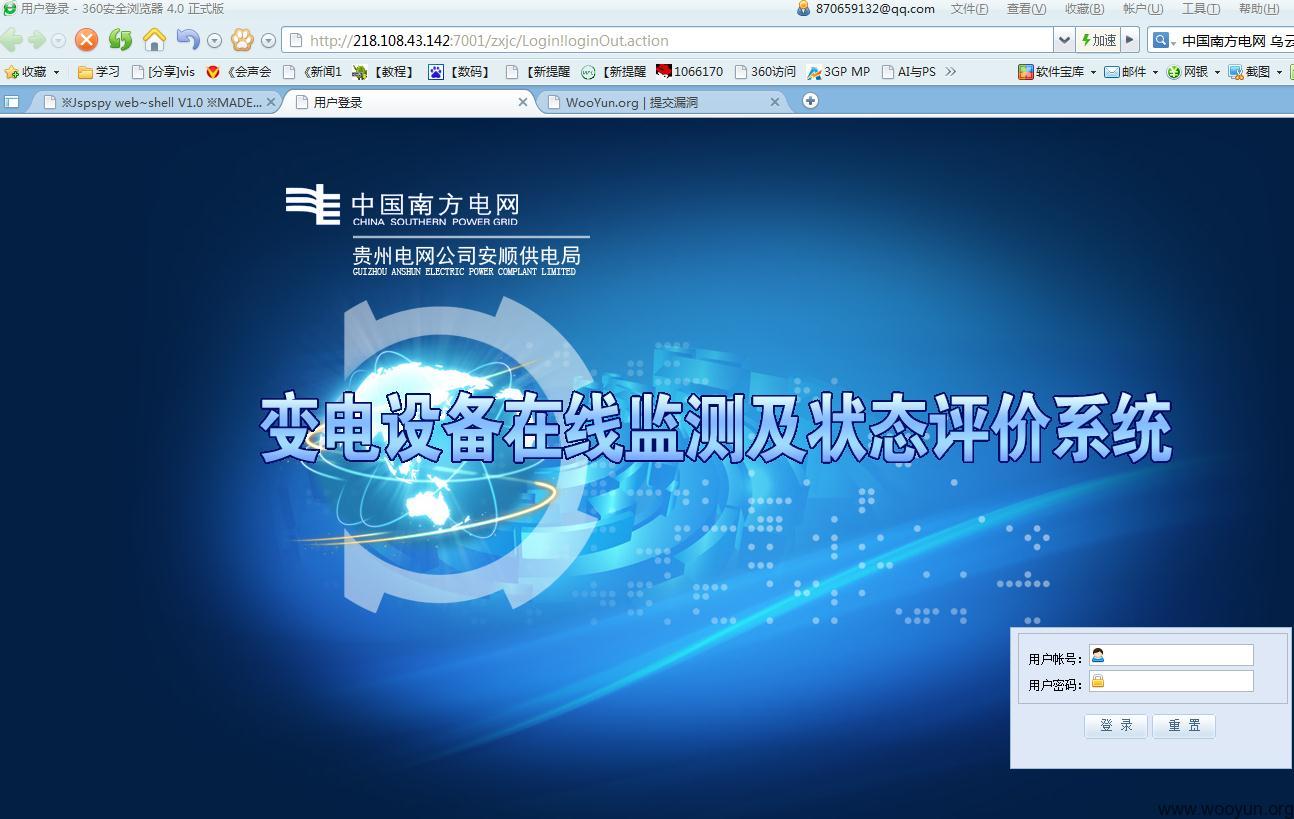 用户登录 - 360安全浏览器 4.0 正式版
870659132@qq.com 文件(F) 查看(V) 收藏(B) 帐户(U) 工具(T) 帮助(H)
http://218.108.43.142:7001/zxjc/Login!loginOut.action 加速 中国南方电网 乌云
收藏 学习 [分享]vis 《会声会 《新闻1 【教程】 【数码】 【新提醒 【新提醒 1066170 360访问 3GP MP AI与PS 软件宝库 邮件 网银 截图
※Jspspy web~shell V1.0 ※MADE... 用户登录 WooYun.org | 提交漏洞
中国南方电网
CHINA SOUTHERN POWER GRID
贵州电网公司安顺供电局
GUIZHOU ANSHUN ELECTRIC POWER COMPLANT LIMITED
变电设备在线监测及状态评价系统
用户帐号：
用户密码：
登 录 重 置
www.wooyun.org